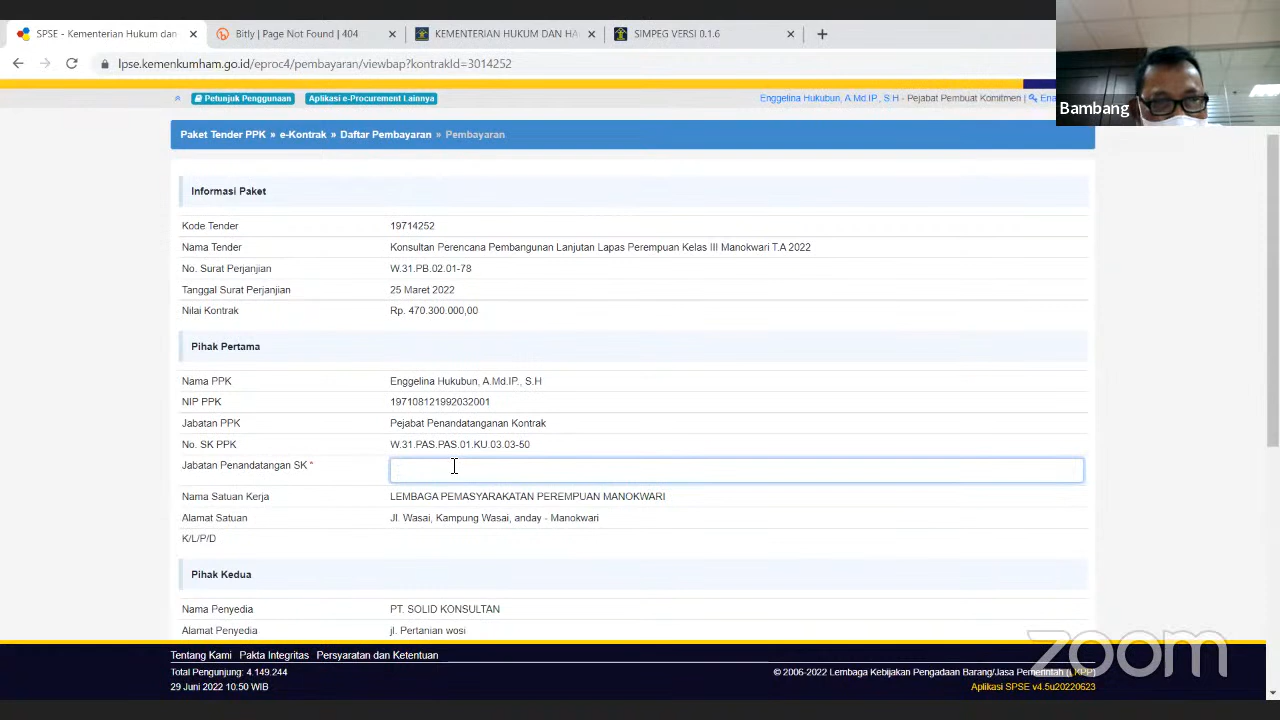 SPSE - Kementerian Hukum dan
Bitly | Page Not Found | 404
KEMENTERIAN HUKUM DAN HA
SIMPEG VERSI 0.1.6
lpse.kemenkumham.go.id/eproc4/pembayaran/viewbap?kontrakId=3014252
Petunjuk Penggunaan
Aplikasi e-Procurement Lainnya
Enggelina Hukubun, A.Md.IP., S.H - Pejabat Pembuat Komitmen | Ena
Bambang
Paket Tender PPK » e-Kontrak » Daftar Pembayaran » Pembayaran
Informasi Paket
Kode Tender 19714252
Nama Tender Konsultan Perencana Pembangunan Lanjutan Lapas Perempuan Kelas III Manokwari T.A 2022
No. Surat Perjanjian W.31.PB.02.01-78
Tanggal Surat Perjanjian 25 Maret 2022
Nilai Kontrak Rp. 470.300.000,00
Pihak Pertama
Nama PPK Enggelina Hukubun, A.Md.IP., S.H
NIP PPK 197108121992032001
Jabatan PPK Pejabat Penandatanganan Kontrak
No. SK PPK W.31.PAS.PAS.01.KU.03.03-50
Jabatan Penandatangan SK *
Nama Satuan Kerja LEMBAGA PEMASYARAKATAN PEREMPUAN MANOKWARI
Alamat Satuan Jl. Wasai, Kampung Wasai, anday - Manokwari
K/L/P/D
Pihak Kedua
Nama Penyedia PT. SOLID KONSULTAN
Alamat Penyedia jl. Pertanian wosi
zoom
Tentang Kami Pakta Integritas Persyaratan dan Ketentuan
Total Pengunjung: 4.149.244
© 2006-2022 Lembaga Kebijakan Pengadaan Barang/Jasa Pemerintah (LKPP)
29 Juni 2022 10:50 WIB
Aplikasi SPSE v4.5u20220623